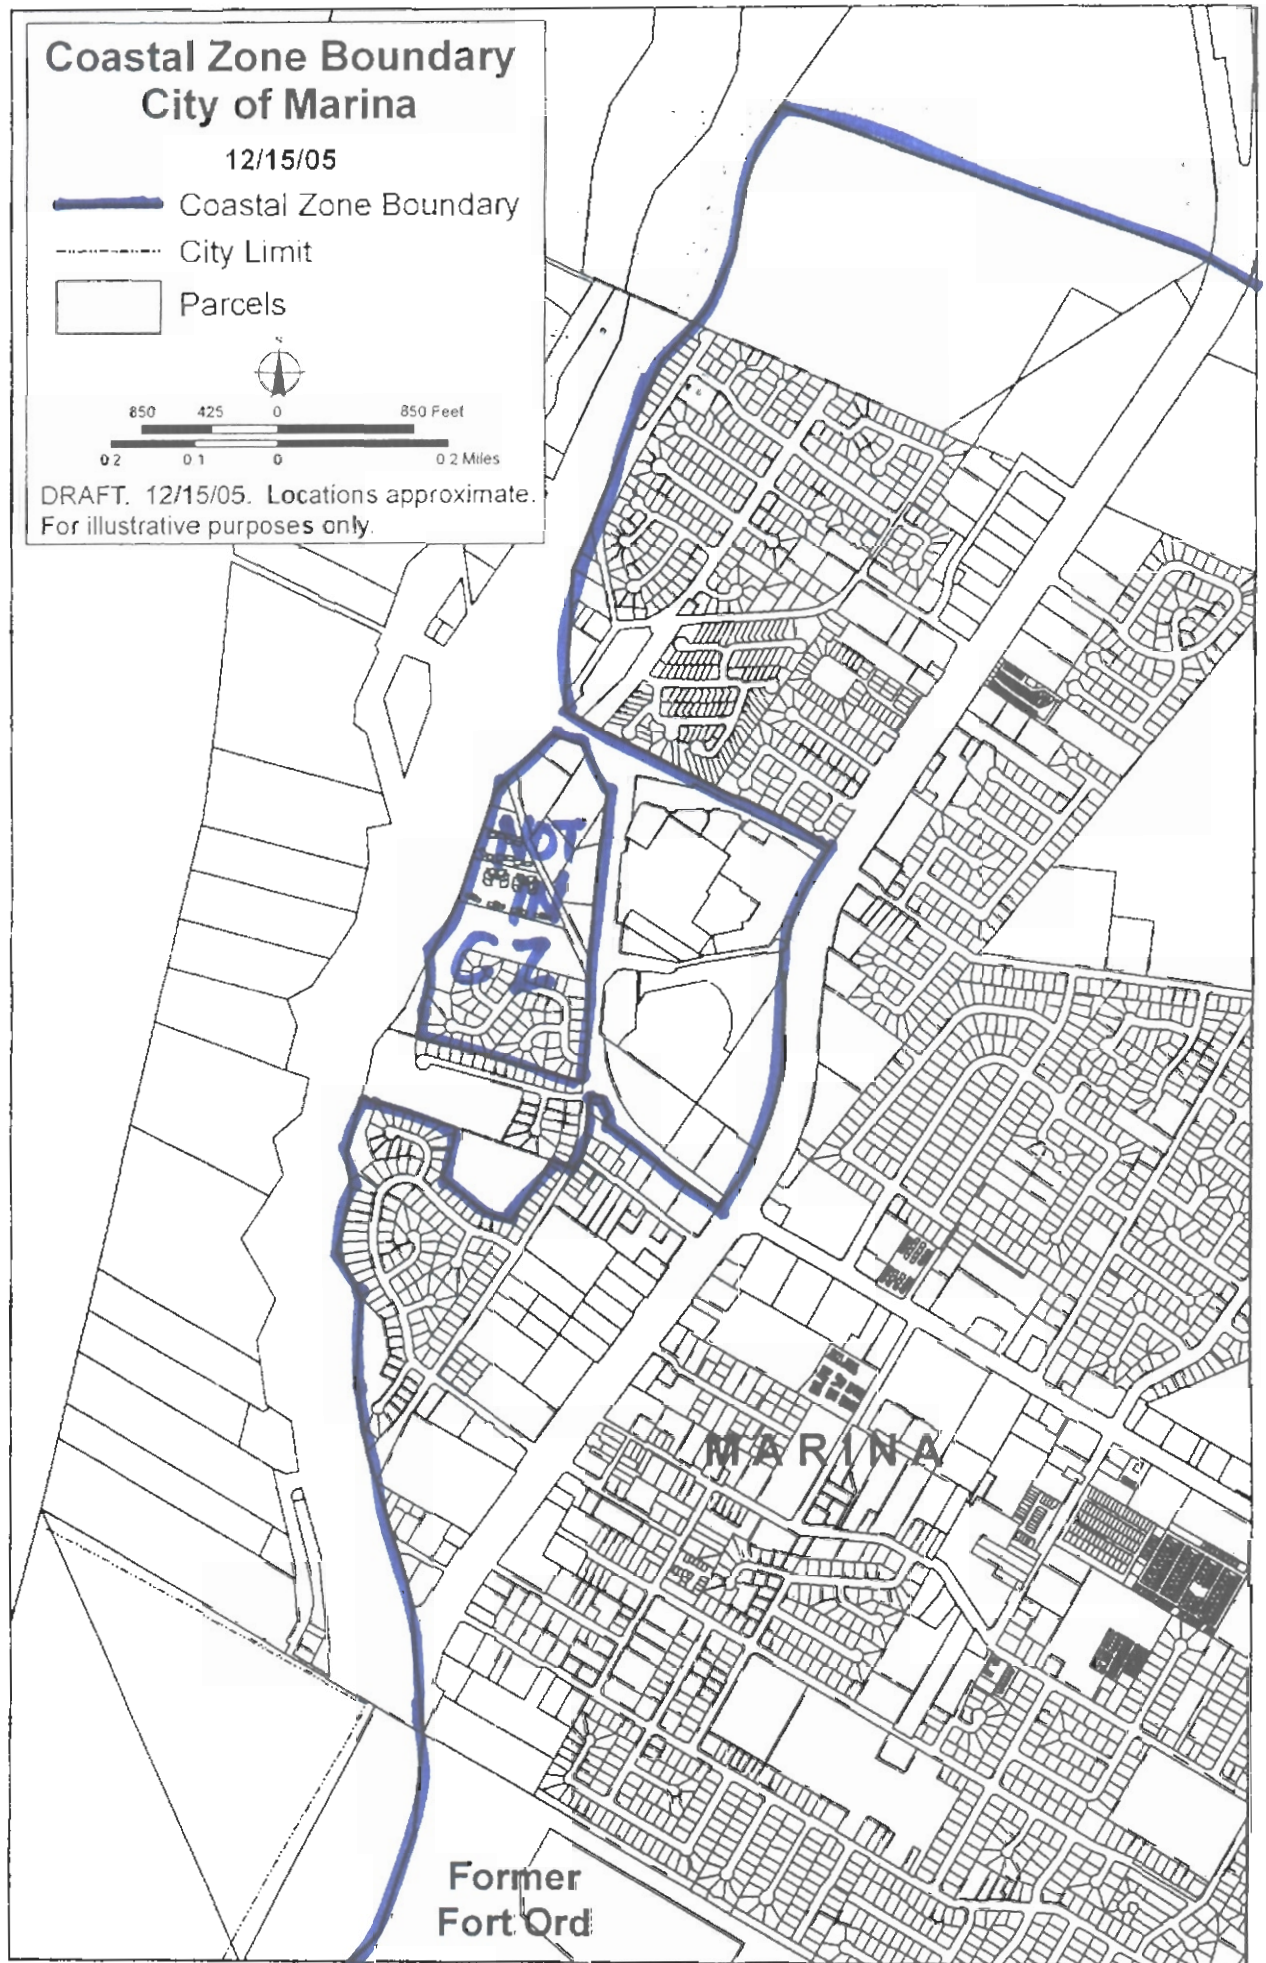 Coastal Zone Boundary
City of Marina
12/15/05
Coastal Zone Boundary
City Limit
Parcels
N
850 425 0 850 Feet
0.2 0.1 0 0.2 Miles
DRAFT. 12/15/05. Locations approximate.
For illustrative purposes only.
NOT
IN
CZ
MARINA
Former
Fort Ord